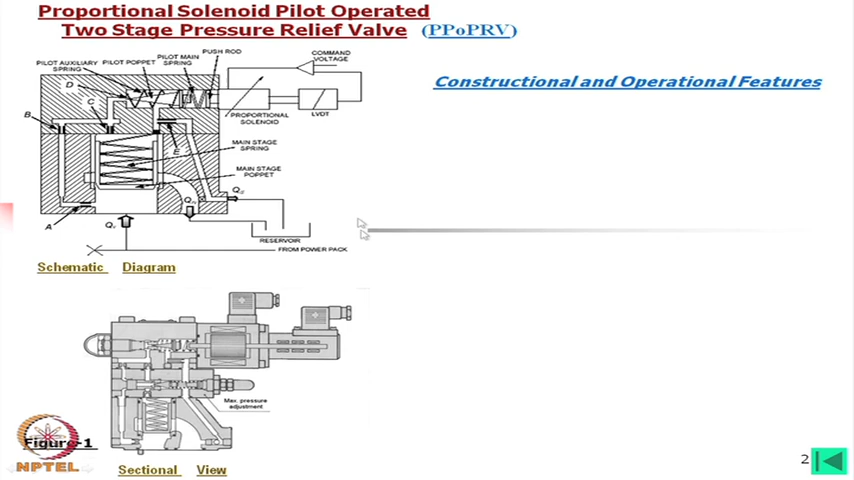 Proportional Solenoid Pilot Operated
Two Stage Pressure Relief Valve (PPoPRV)
Constructional and Operational Features
PILOT AUXILIARY
SPRING
PILOT POPPET
PILOT MAIN
SPRING
PUSH ROD
COMMAND
VOLTAGE
D
B
C
PROPORTIONAL
SOLENOID
LVDT
E
MAIN STAGE
SPRING
MAIN STAGE
POPPET
A
RESERVOIR
FROM POWER PACK
Schematic Diagram
Max. pressure
adjustment
Figure-1
NPTEL
Sectional View
2